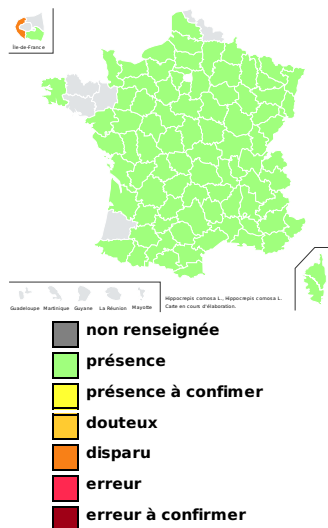 Île-de-France
Guadeloupe Martinique Guyane La Réunion Mayotte
Hippocrepis comosa L., Hippocrepis comosa L.
Carte en cours d'élaboration.
non renseignée
présence
présence à confimer
douteux
disparu
erreur
erreur à confirmer